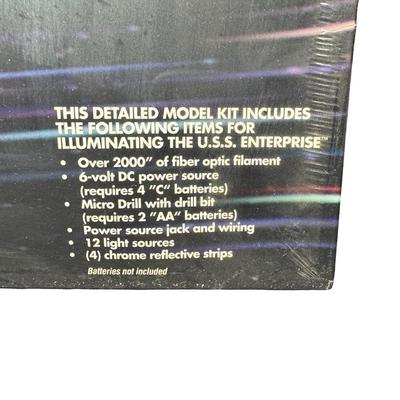 THIS DETAILED MODEL KIT INCLUDES
THE FOLLOWING ITEMS FOR
ILLUMINATING THE U.S.S. ENTERPRISE™
• Over 2000" of fiber optic filament
• 6-volt DC power source
(requires 4 "C" batteries)
• Micro Drill with drill bit
(requires 2 "AA" batteries)
• Power source jack and wiring
• 12 light sources
• (4) chrome reflective strips
Batteries not included